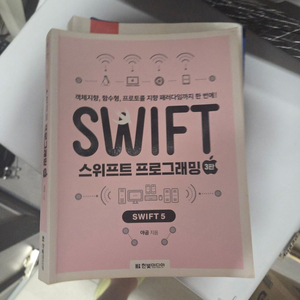 객체지향, 함수형, 프로토콜 지향 패러다임까지 한 번에!
SWIFT
스위프트 프로그래밍 3판
SWIFT 5
야곰 지음
한빛미디어